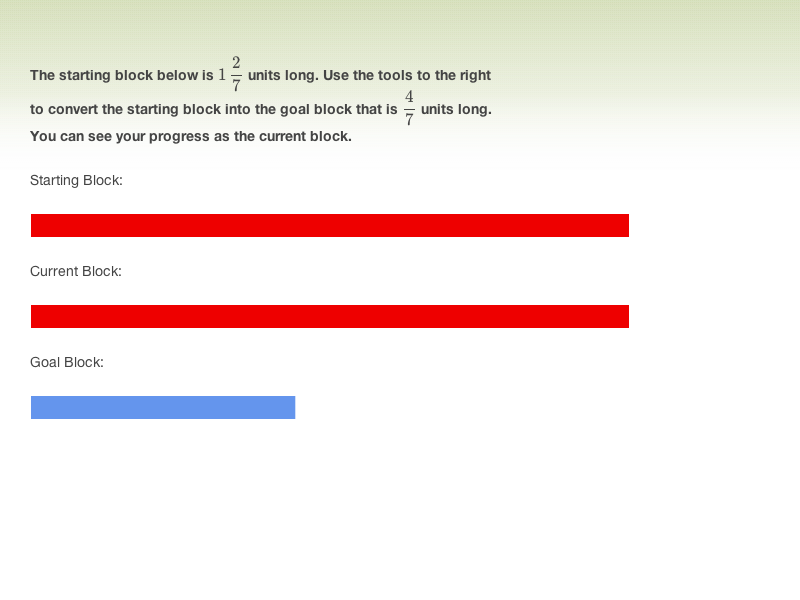 The starting block below is 1 2/7 units long. Use the tools to the right
to convert the starting block into the goal block that is 4/7 units long.
You can see your progress as the current block.
Starting Block:
Current Block:
Goal Block: